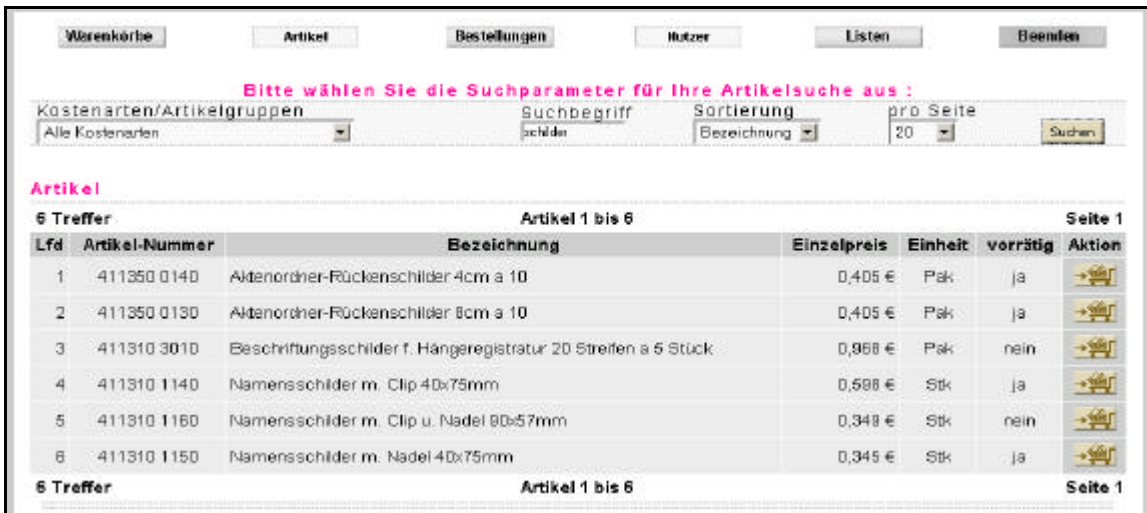 Warenkörbe Artikel Bestellungen Nutzer Listen Beenden
Bitte wählen Sie die Suchparameter für Ihre Artikelsuche aus :
Kostenarten/Artikelgruppen Suchbegriff Sortierung pro Seite
Alle Kostenarten schilder Bezeichnung 20 Suchen
Artikel
6 Treffer Artikel 1 bis 6 Seite 1
Lfd Artikel-Nummer Bezeichnung Einzelpreis Einheit vorrätig Aktion
1 411350 0140 Aktenordner-Rückenschilder 4cm a 10 0,405 € Pak ja
2 411350 0130 Aktenordner-Rückenschilder 8cm a 10 0,405 € Pak ja
3 411310 3010 Beschriftungsschilder f. Hängeregistratur 20 Streifen a 5 Stück 0,968 € Pak nein
4 411310 1140 Namensschilder m. Clip 40x75mm 0,598 € Stk ja
5 411310 1160 Namensschilder m. Clip u. Nadel 90x57mm 0,349 € Stk nein
6 411310 1150 Namensschilder m. Nadel 40x75mm 0,345 € Stk ja
6 Treffer Artikel 1 bis 6 Seite 1